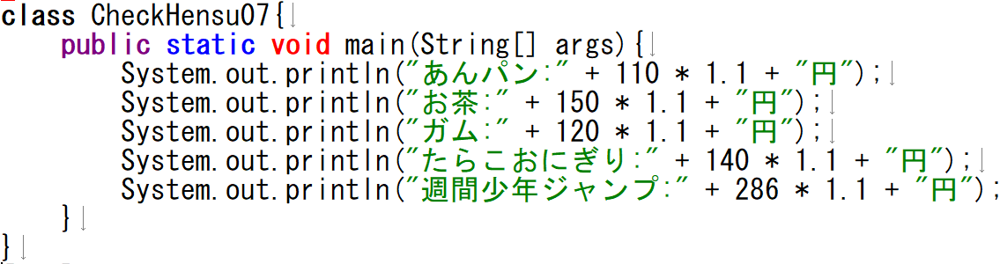 class CheckHensu07{↓
    public static void main(String[] args){↓
        System.out.println("あんパン:" + 110 * 1.1 + "円");↓
        System.out.println("お茶:" + 150 * 1.1 + "円");↓
        System.out.println("ガム:" + 120 * 1.1 + "円");↓
        System.out.println("たらこおにぎり:" + 140 * 1.1 + "円");↓
        System.out.println("週間少年ジャンプ:" + 286 * 1.1 + "円");
    }↓
}↓